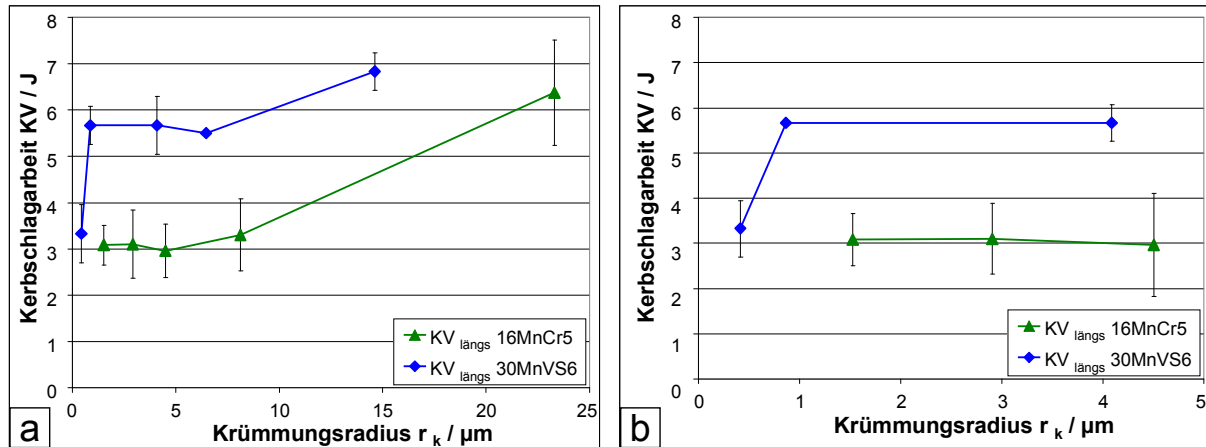 8
7
6
5
4
3
2
1
0
Kerbschlagarbeit KV / J
0 5 10 15 20 25
Krümmungsradius r k / µm
KV längs 16MnCr5
KV längs 30MnVS6
a
8
7
6
5
4
3
2
1
0
Kerbschlagarbeit KV / J
0 1 2 3 4 5
Krümmungsradius r k / µm
KV längs 16MnCr5
KV längs 30MnVS6
b